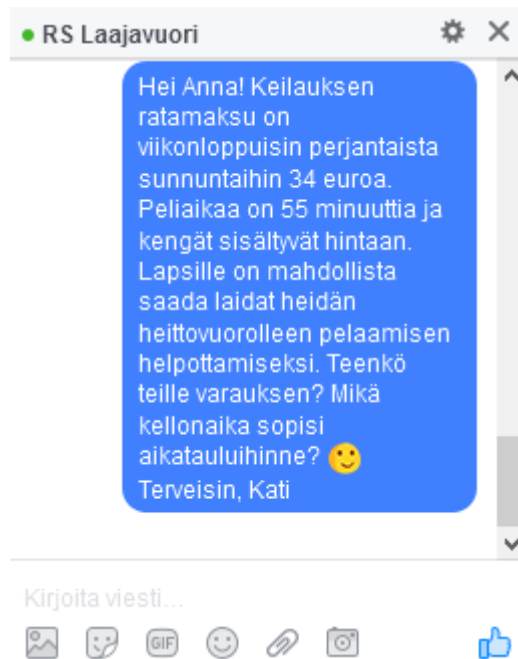 RS Laajavuori
Hei Anna! Keilauksen
ratamaksu on
viikonloppuisin perjantaista
sunnuntaihin 34 euroa.
Peliaikaa on 55 minuuttia ja
kengät sisältyvät hintaan.
Lapsille on mahdollista
saada laidat heidän
heittovuorolleen pelaamisen
helpottamiseksi. Teenkö
teille varauksen? Mikä
kellonaika sopisi
aikatauluihinne? 🙂
Terveisin, Kati
Kirjoita viesti...
GIF